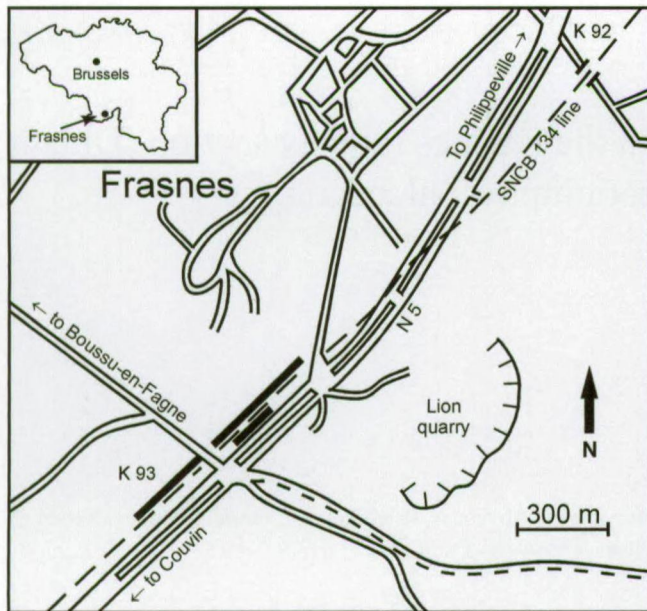 K 92
Brussels
Frasnes
To Philippeville →
SNCB 134 line
Frasnes
N 5
← to Boussu-en-Fagne
Lion
quarry
N
K 93
300 m
← to Couvin